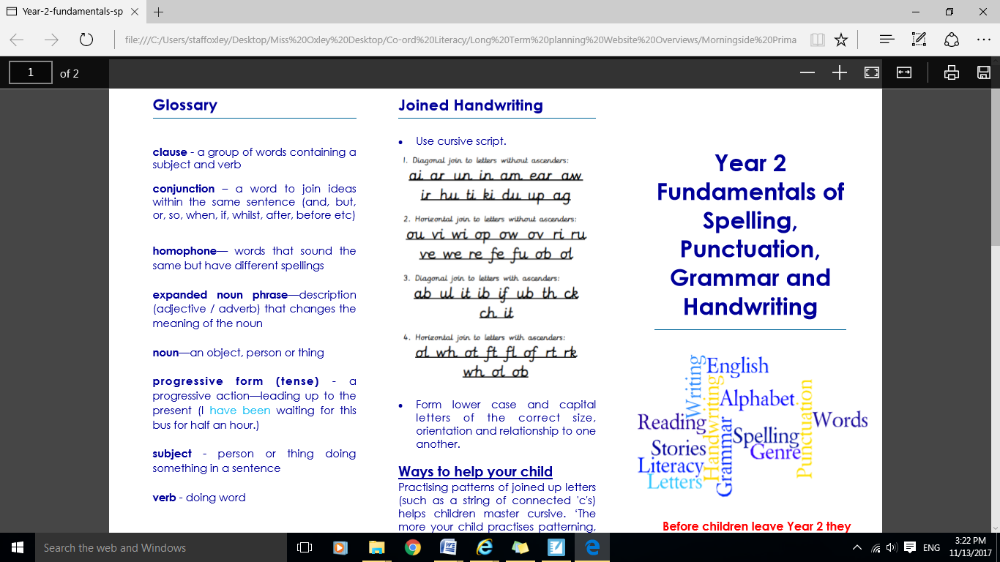 Year-2-fundamentals-sp
file:///C:/Users/staffoxley/Desktop/Miss%20Oxley%20Desktop/Co-ord%20Literacy/Long%20Term%20planning%20Website%20Overviews/Morningside%20Prima
1 of 2
Glossary
clause - a group of words containing a
subject and verb
conjunction – a word to join ideas
within the same sentence (and, but,
or, so, when, if, whilst, after, before etc)
homophone— words that sound the
same but have different spellings
expanded noun phrase—description
(adjective / adverb) that changes the
meaning of the noun
noun—an object, person or thing
progressive form (tense) - a
progressive action—leading up to the
present (I have been waiting for this
bus for half an hour.)
subject - person or thing doing
something in a sentence
verb - doing word
Joined Handwriting
• Use cursive script.
1. Diagonal join to letters without ascenders:
ai ar un in am ear aw
ir hu ti ki du up ag
2. Horizontal join to letters without ascenders:
ou vi wi op ow ov ri ru
ve we re fe fu ob ol
3. Diagonal join to letters with ascenders:
ab ul it ib if ub th ck
ch it
4. Horizontal join to letters with ascenders:
ol wh ot ft fl of rt rk
wh ol ob
• Form lower case and capital
letters of the correct size,
orientation and relationship to one
another.
Ways to help your child
Practising patterns of joined up letters
(such as a string of connected 'c's)
helps children master cursive. ‘The
more your child practises patterning,
Year 2
Fundamentals of
Spelling,
Punctuation,
Grammar and
Handwriting
Writing
English
Handwriting
Alphabet
Punctuation
Reading
Words
Grammar
Spelling
Stories
Genre
Literacy
Letters
Before children leave Year 2 they
Search the web and Windows
ENG
3:22 PM
11/13/2017